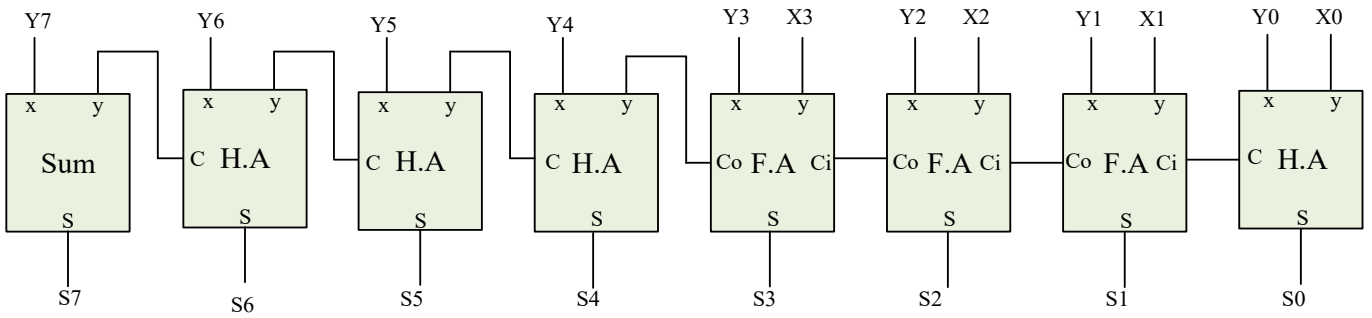 Y7 Y6 Y5 Y4 Y3 X3 Y2 X2 Y1 X1 Y0 X0
x y x y x y x y x y x y x y x y
Sum C H.A C H.A C H.A Co F.A Ci Co F.A Ci Co F.A Ci C H.A
S S S S S S S S
S7 S6 S5 S4 S3 S2 S1 S0